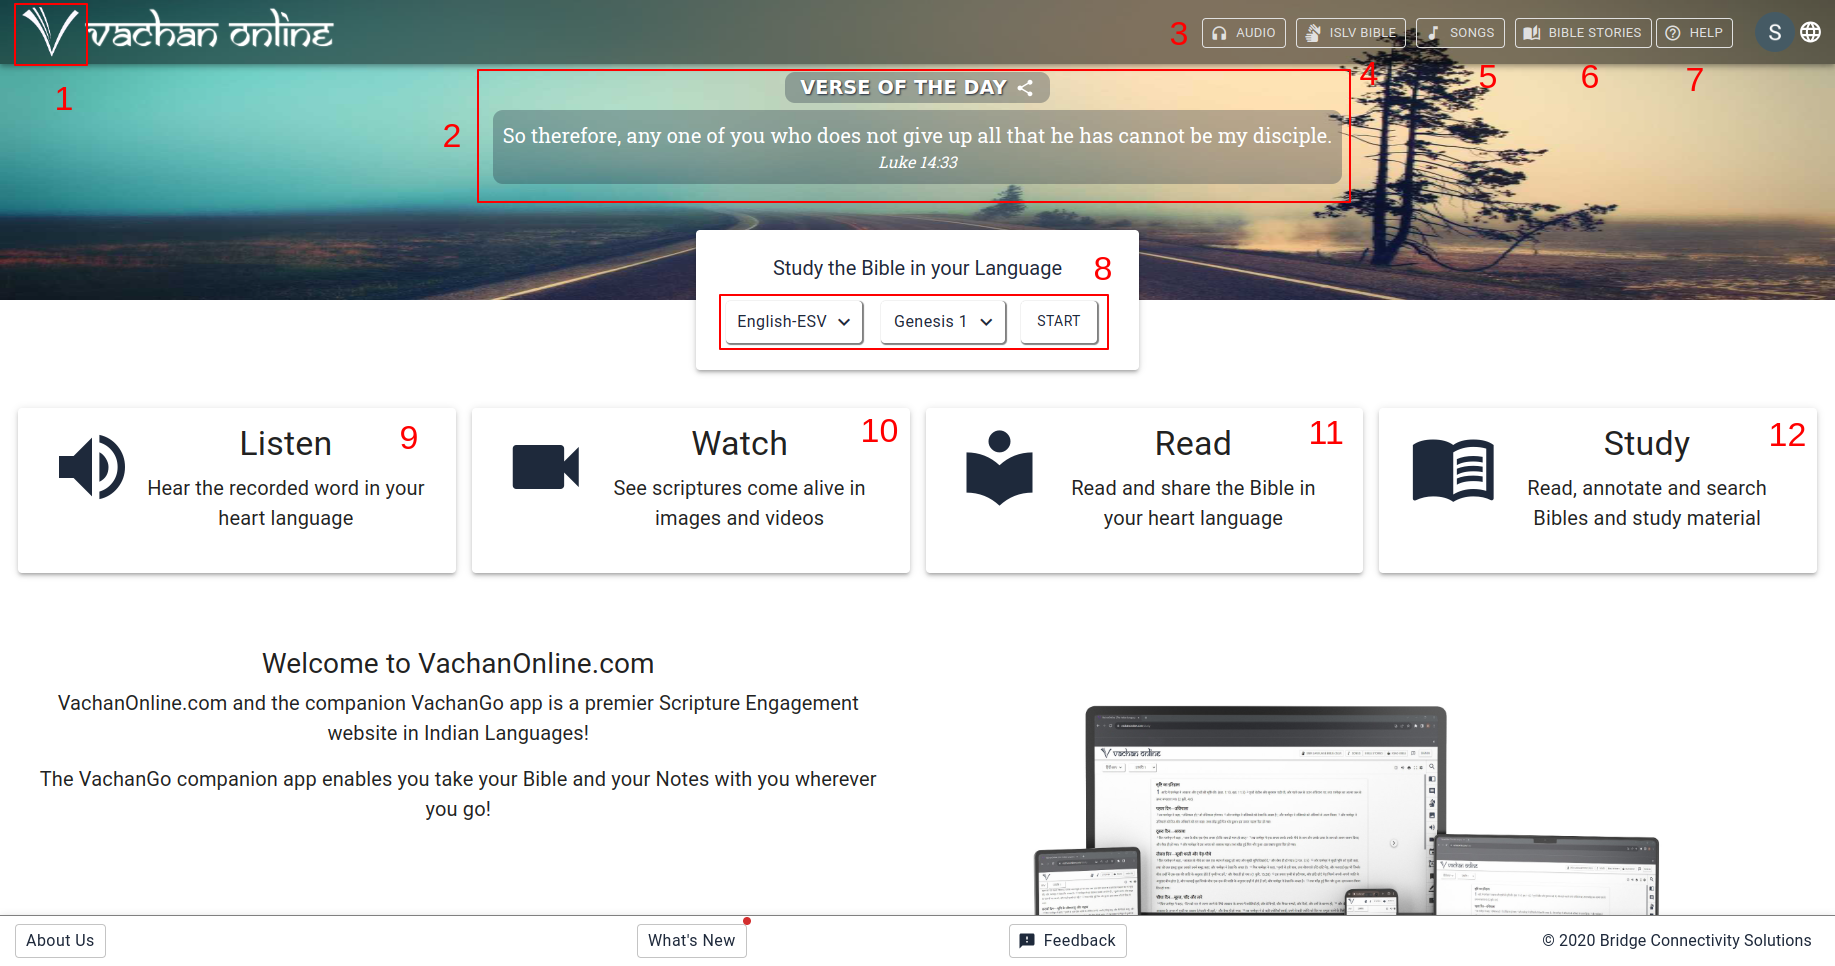 vachan online
3
AUDIO
ISLV BIBLE
SONGS
BIBLE STORIES
HELP
S
1
2
VERSE OF THE DAY
4
5
6
7
So therefore, any one of you who does not give up all that he has cannot be my disciple.
Luke 14:33
Study the Bible in your Language
8
English-ESV
Genesis 1
START
Listen
9
Hear the recorded word in your
heart language
Watch
10
See scriptures come alive in
images and videos
Read
11
Read and share the Bible in
your heart language
Study
12
Read, annotate and search
Bibles and study material
Welcome to VachanOnline.com
VachanOnline.com and the companion VachanGo app is a premier Scripture Engagement
website in Indian Languages!
The VachanGo companion app enables you take your Bible and your Notes with you wherever
you go!
vachan online
vachan online
About Us
What's New
Feedback
© 2020 Bridge Connectivity Solutions